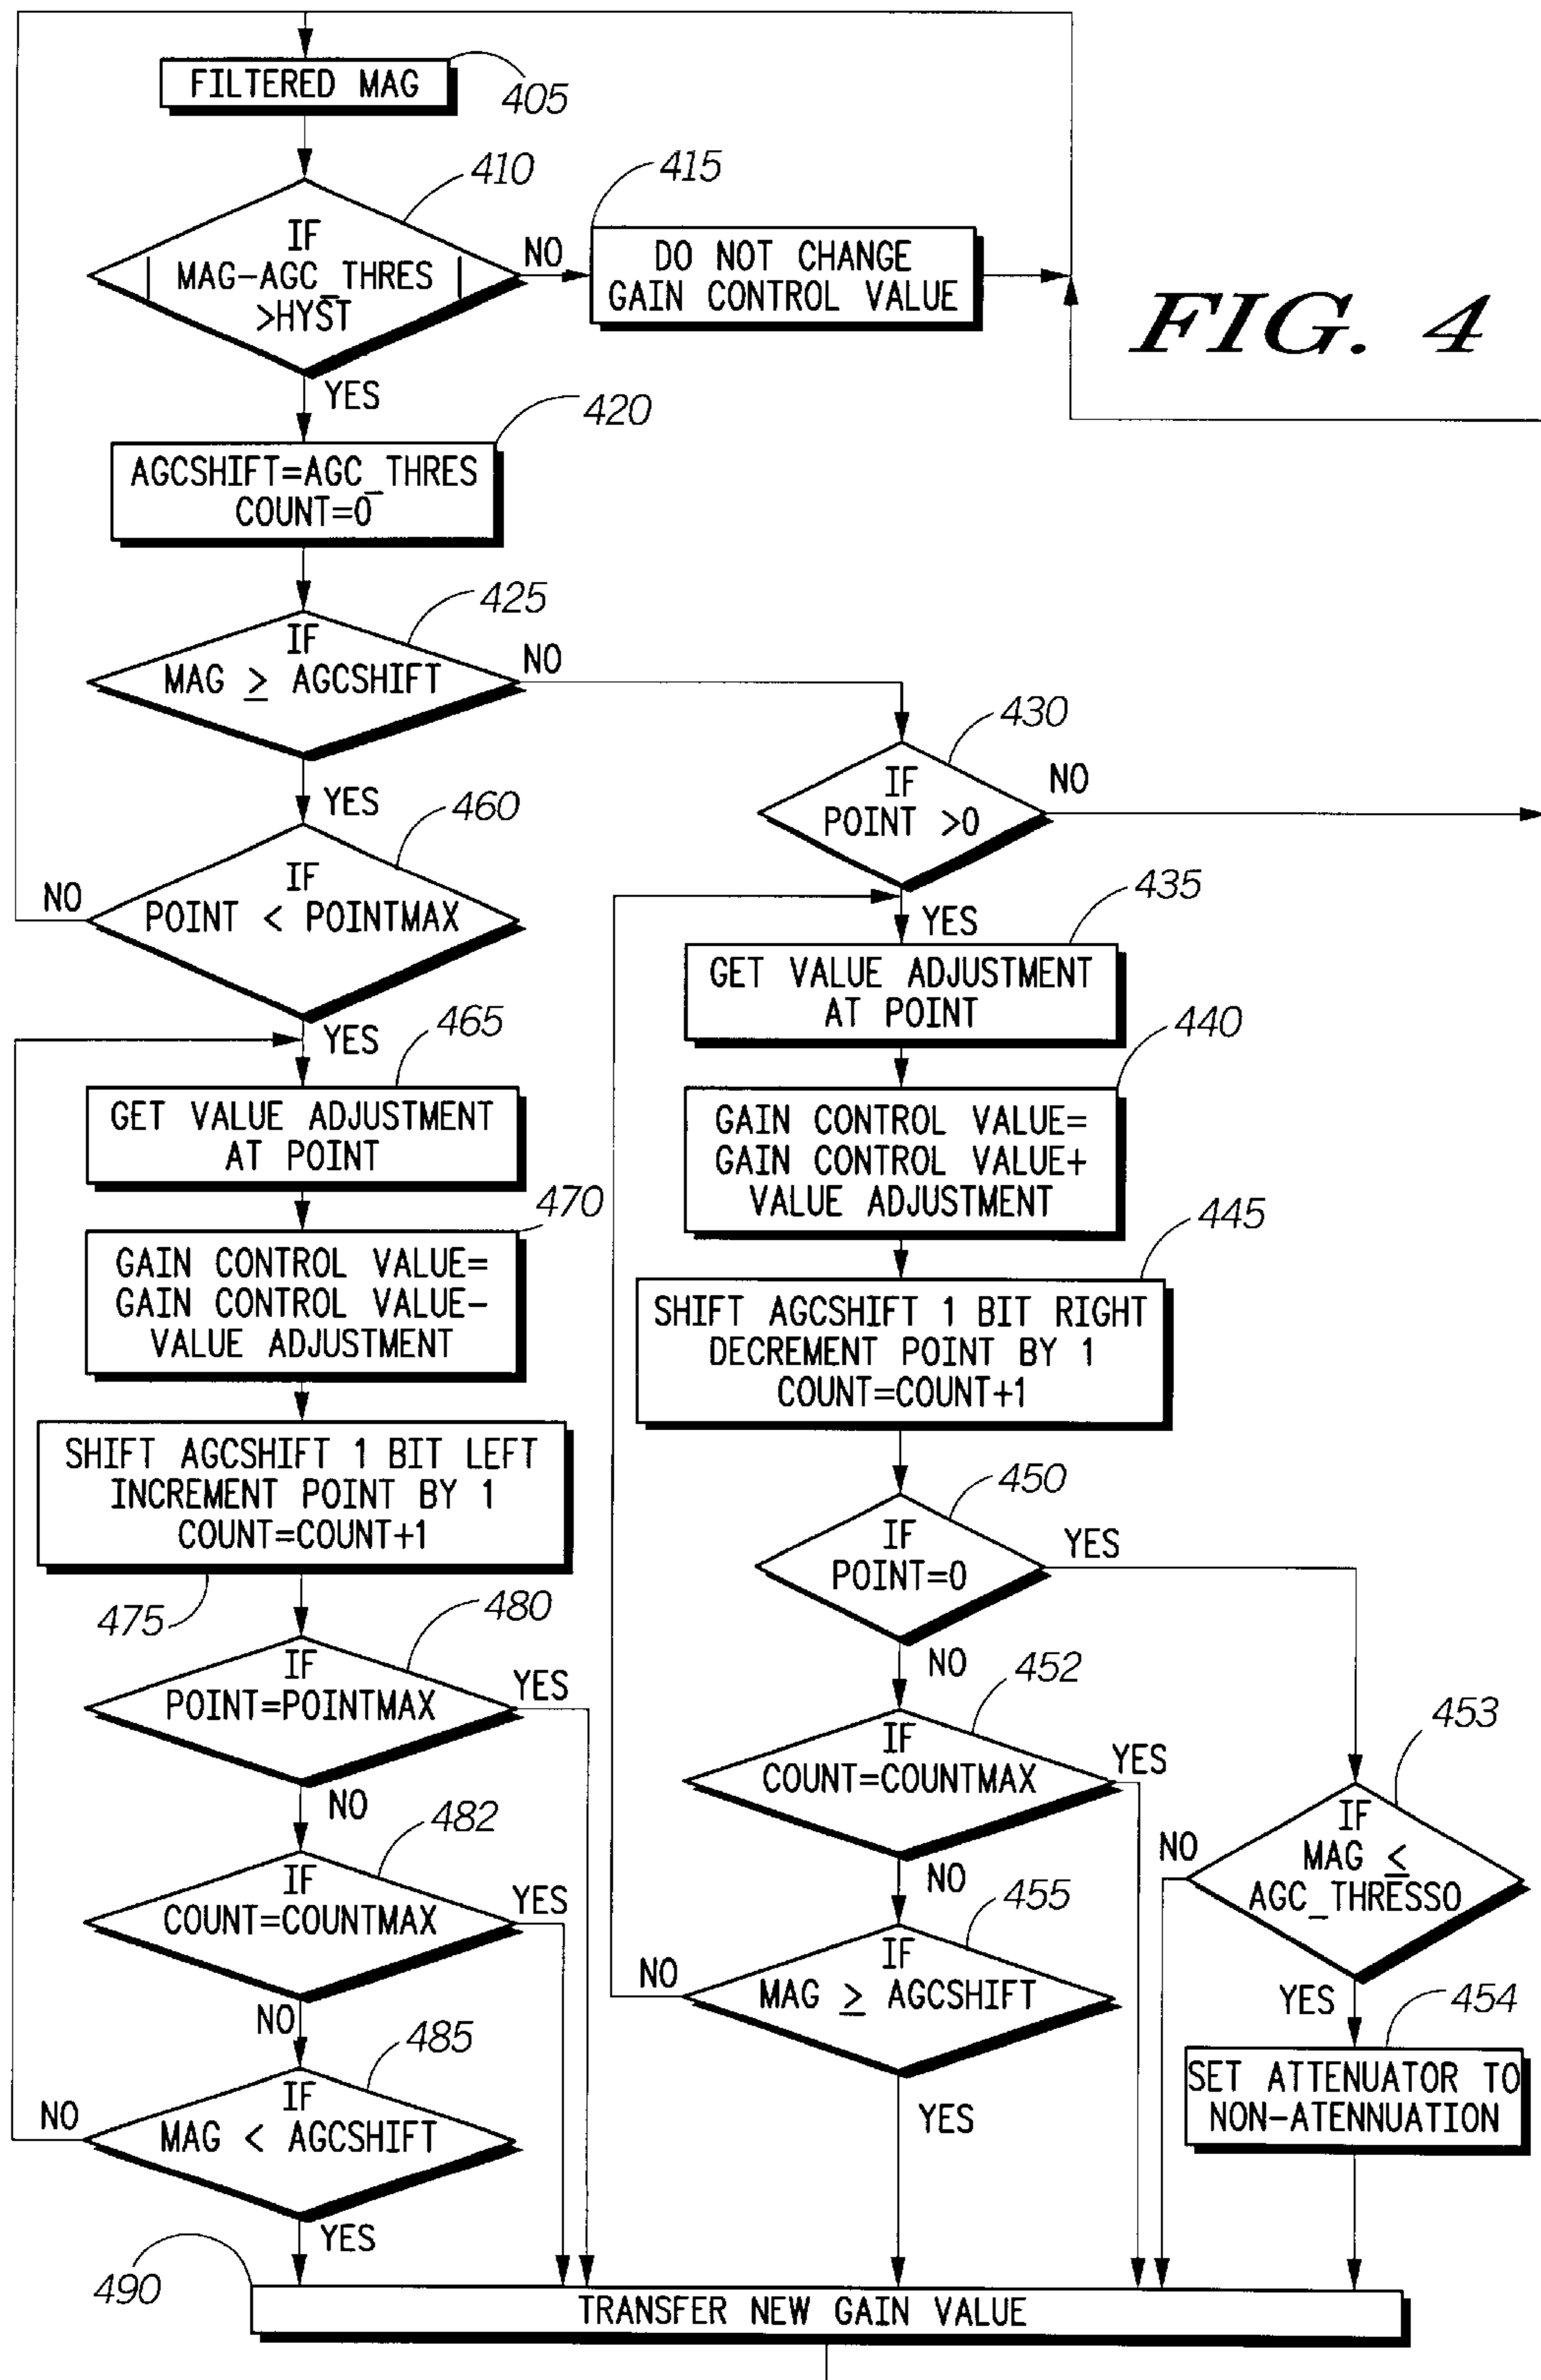 FILTERED MAG
405
410
415
IF
| MAG-AGC_THRES |
>HYST
NO
DO NOT CHANGE
GAIN CONTROL VALUE
FIG. 4
YES
420
AGCSHIFT=AGC_THRES
COUNT=0
425
IF
MAG ≥ AGCSHIFT
NO
430
IF
POINT >0
NO
YES
460
IF
POINT < POINTMAX
NO
YES
435
GET VALUE ADJUSTMENT
AT POINT
YES
465
GET VALUE ADJUSTMENT
AT POINT
440
GAIN CONTROL VALUE=
GAIN CONTROL VALUE+
VALUE ADJUSTMENT
470
GAIN CONTROL VALUE=
GAIN CONTROL VALUE-
VALUE ADJUSTMENT
445
SHIFT AGCSHIFT 1 BIT RIGHT
DECREMENT POINT BY 1
COUNT=COUNT+1
SHIFT AGCSHIFT 1 BIT LEFT
INCREMENT POINT BY 1
COUNT=COUNT+1
475
450
IF
POINT=0
YES
NO
480
IF
POINT=POINTMAX
YES
NO
452
IF
COUNT=COUNTMAX
YES
NO
453
IF
MAG ≤
AGC_THRESS0
NO
YES
482
IF
COUNT=COUNTMAX
YES
NO
455
IF
MAG ≥ AGCSHIFT
NO
YES
454
SET ATTENUATOR TO
NON-ATENNUATION
485
IF
MAG < AGCSHIFT
NO
YES
490
TRANSFER NEW GAIN VALUE